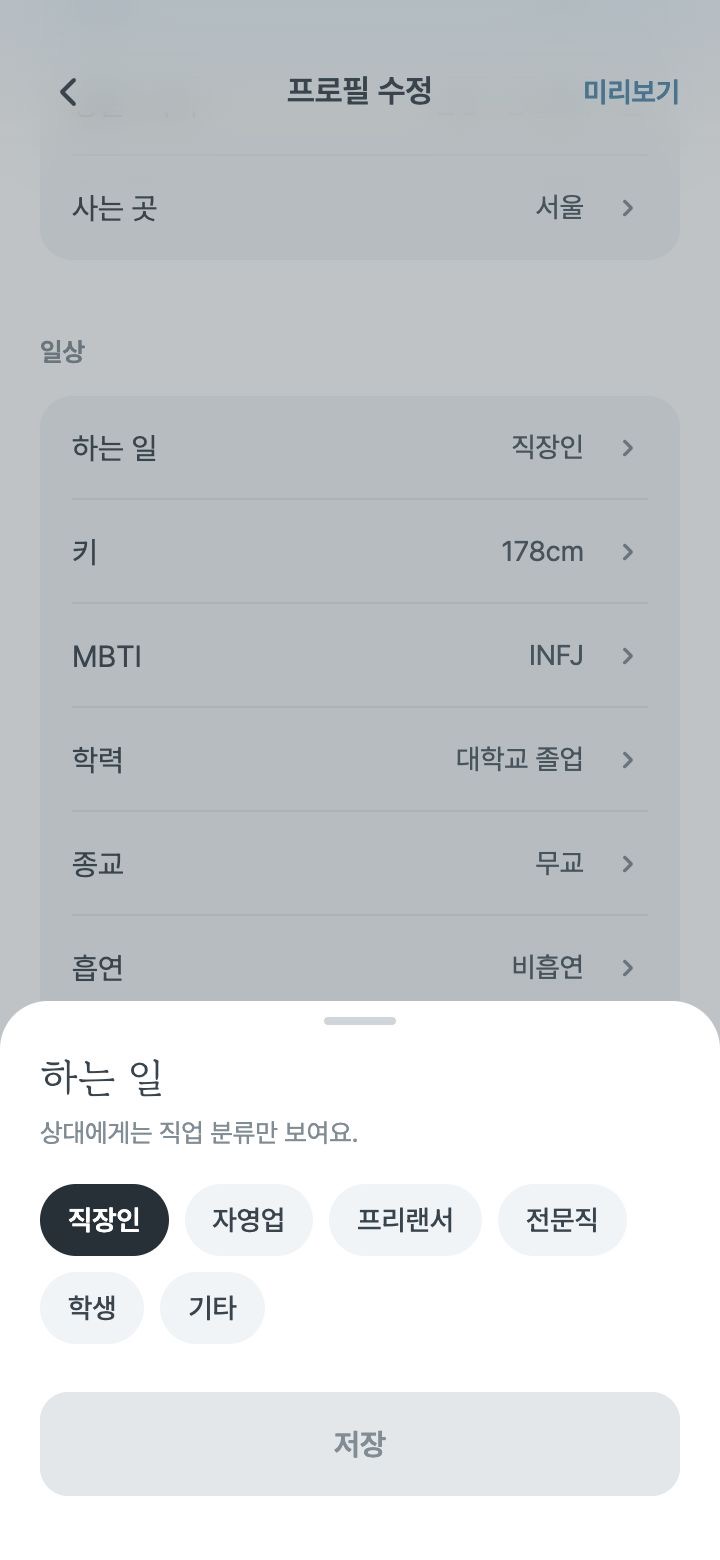 프로필 수정
미리보기
사는 곳 서울
일상
하는 일 직장인
키 178cm
MBTI INFJ
학력 대학교 졸업
종교 무교
흡연 비흡연
하는 일
상대에게는 직업 분류만 보여요.
직장인 자영업 프리랜서 전문직
학생 기타
저장